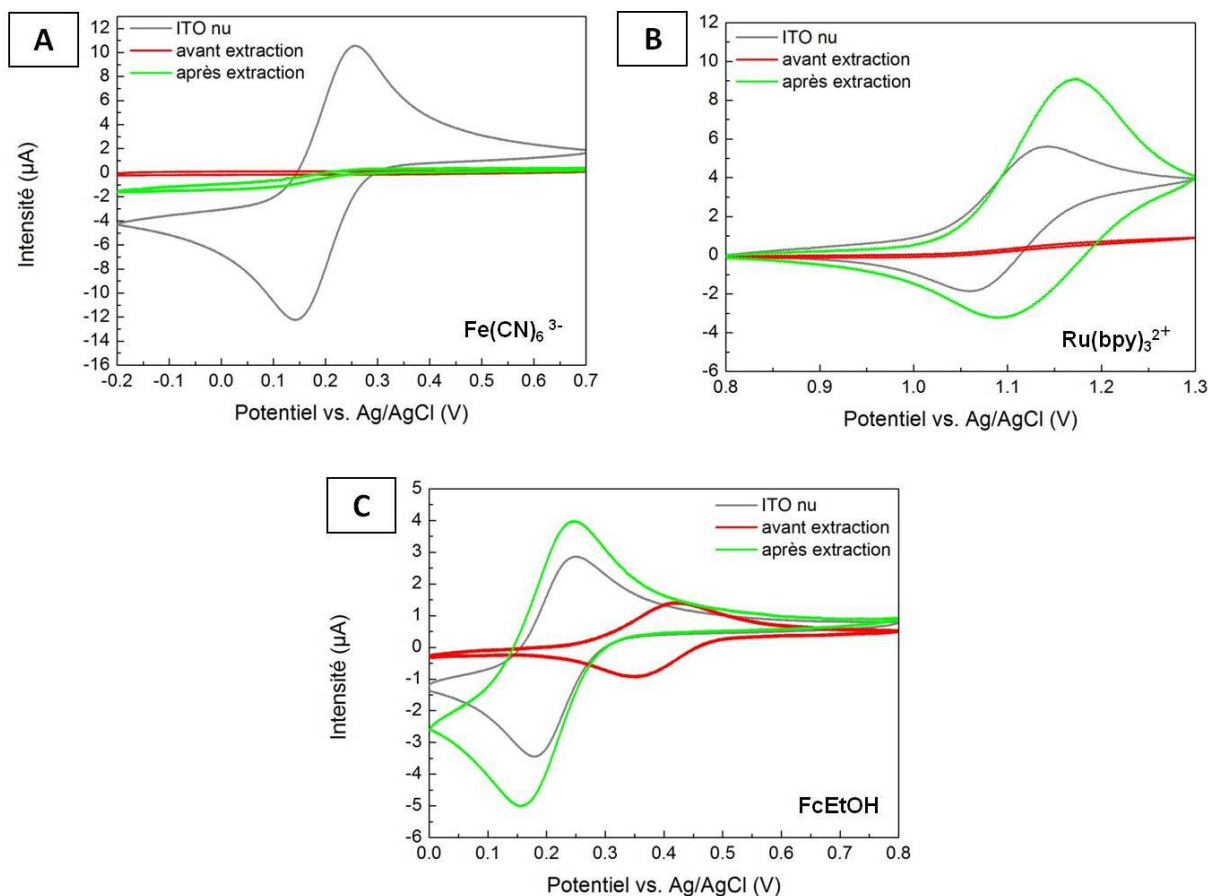 A
ITO nu
avant extraction
après extraction
Intensité (µA)
12
10
8
6
4
2
0
-2
-4
-6
-8
-10
-12
-14
-16
Fe(CN)6 3-
-0.2 -0.1 0.0 0.1 0.2 0.3 0.4 0.5 0.6 0.7
Potentiel vs. Ag/AgCl (V)
B
ITO nu
avant extraction
après extraction
12
10
8
6
4
2
0
-2
-4
-6
Ru(bpy)3 2+
0.8 0.9 1.0 1.1 1.2 1.3
Potentiel vs. Ag/AgCl (V)
C
ITO nu
avant extraction
après extraction
Intensité (µA)
5
4
3
2
1
0
-1
-2
-3
-4
-5
-6
FcEtOH
0.0 0.1 0.2 0.3 0.4 0.5 0.6 0.7 0.8
Potentiel vs. Ag/AgCl (V)